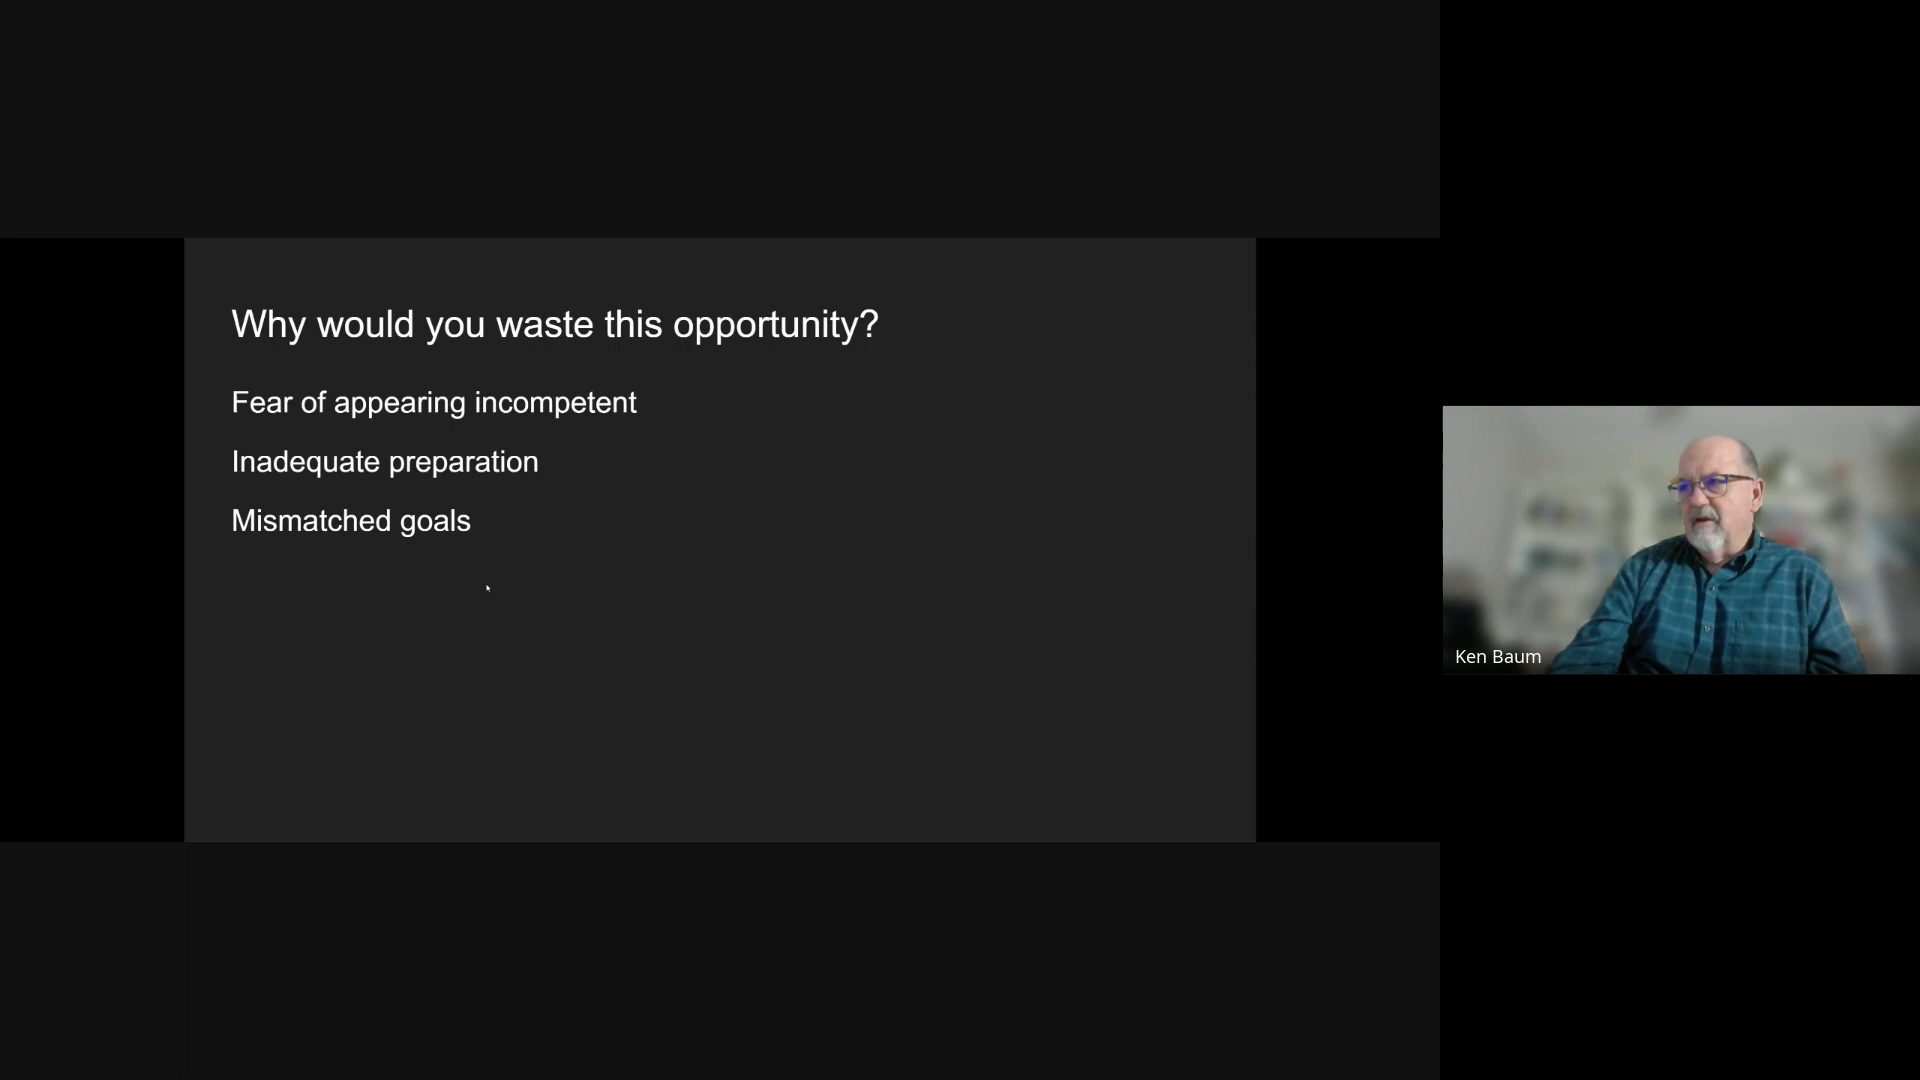 Why would you waste this opportunity?
Fear of appearing incompetent
Inadequate preparation
Mismatched goals
Ken Baum